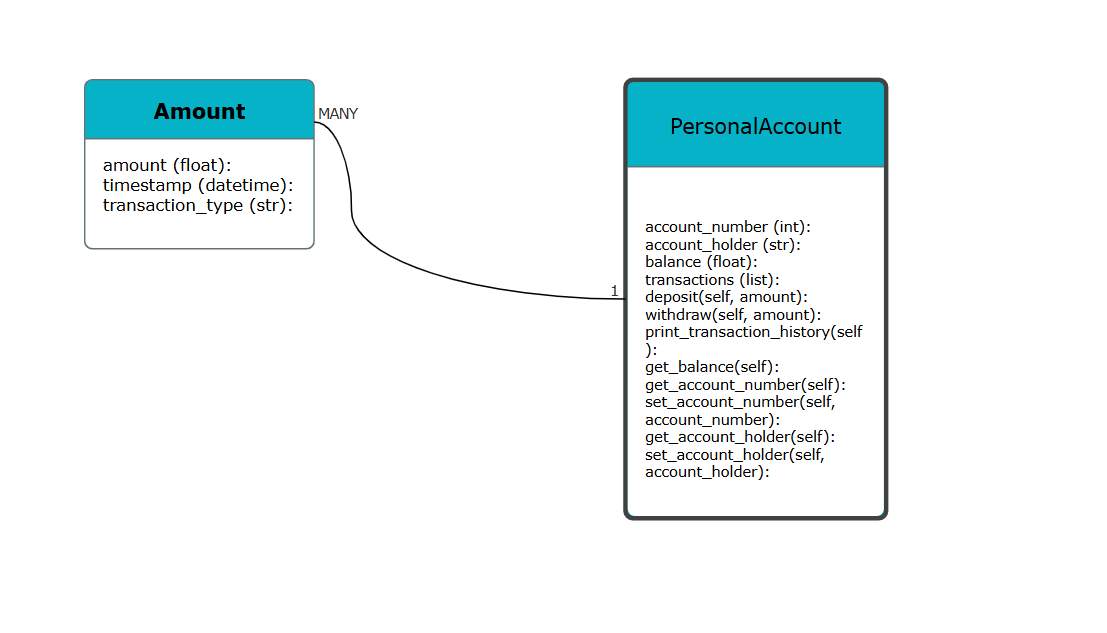 Amount
amount (float):
timestamp (datetime):
transaction_type (str):
MANY
1
PersonalAccount
account_number (int):
account_holder (str):
balance (float):
transactions (list):
deposit(self, amount):
withdraw(self, amount):
print_transaction_history(self
):
get_balance(self):
get_account_number(self):
set_account_number(self,
account_number):
get_account_holder(self):
set_account_holder(self,
account_holder):